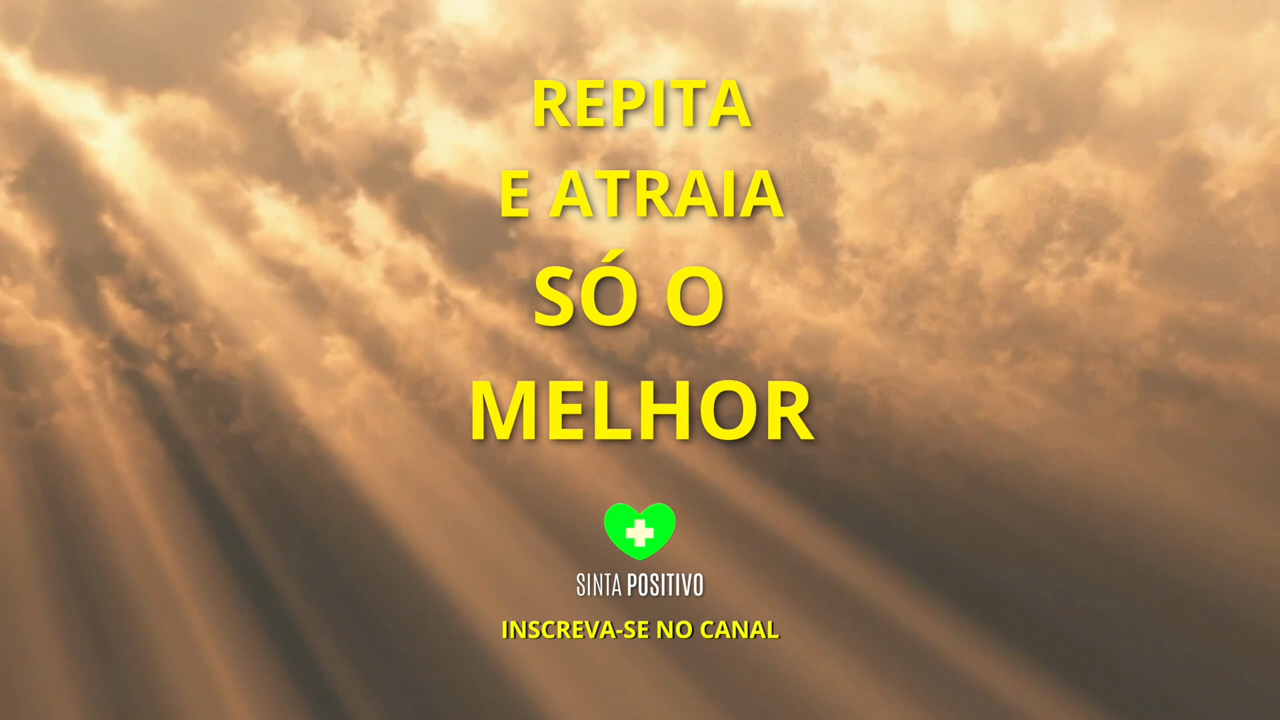 REPITA
E ATRAIA
SÓ O
MELHOR
SINTA POSITIVO
INSCREVA-SE NO CANAL